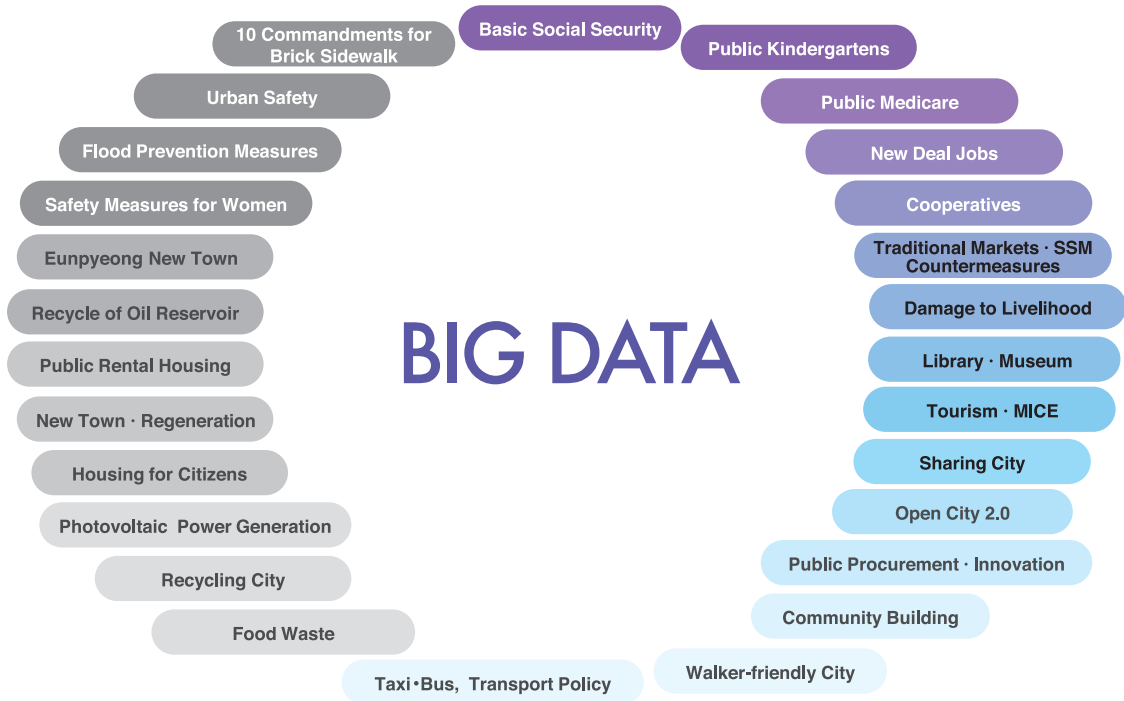 Basic Social Security
Public Kindergartens
Public Medicare
New Deal Jobs
Cooperatives
Traditional Markets · SSM
Countermeasures
Damage to Livelihood
Library · Museum
Tourism · MICE
Sharing City
Open City 2.0
Public Procurement · Innovation
Community Building
Walker-friendly City
Taxi•Bus, Transport Policy
Food Waste
Recycling City
Photovoltaic Power Generation
Housing for Citizens
New Town · Regeneration
Public Rental Housing
Recycle of Oil Reservoir
Eunpyeong New Town
Safety Measures for Women
Flood Prevention Measures
Urban Safety
10 Commandments for
Brick Sidewalk
BIG DATA